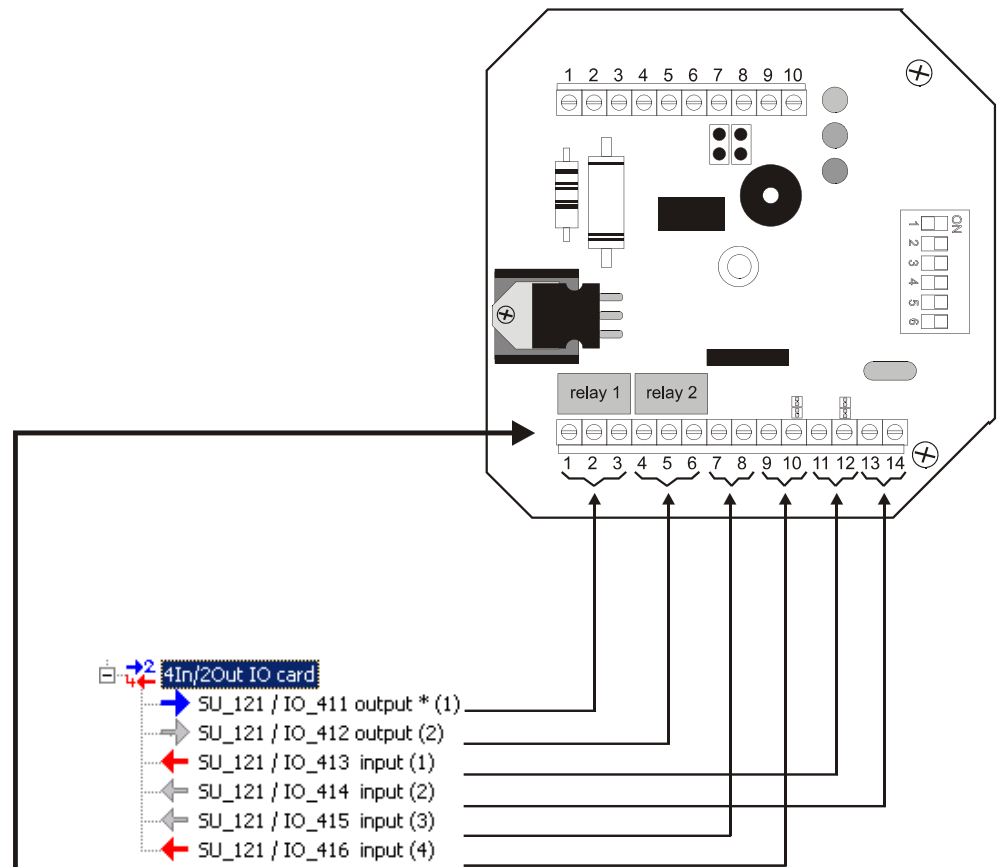 1 2 3 4 5 6 7 8 9 10
ON
1
2
3
4
5
6
relay 1 relay 2
1 2 3 4 5 6 7 8 9 10 11 12 13 14
2
4
4In/2Out IO card
SU_121 / IO_411 output * (1)
SU_121 / IO_412 output (2)
SU_121 / IO_413 input (1)
SU_121 / IO_414 input (2)
SU_121 / IO_415 input (3)
SU_121 / IO_416 input (4)